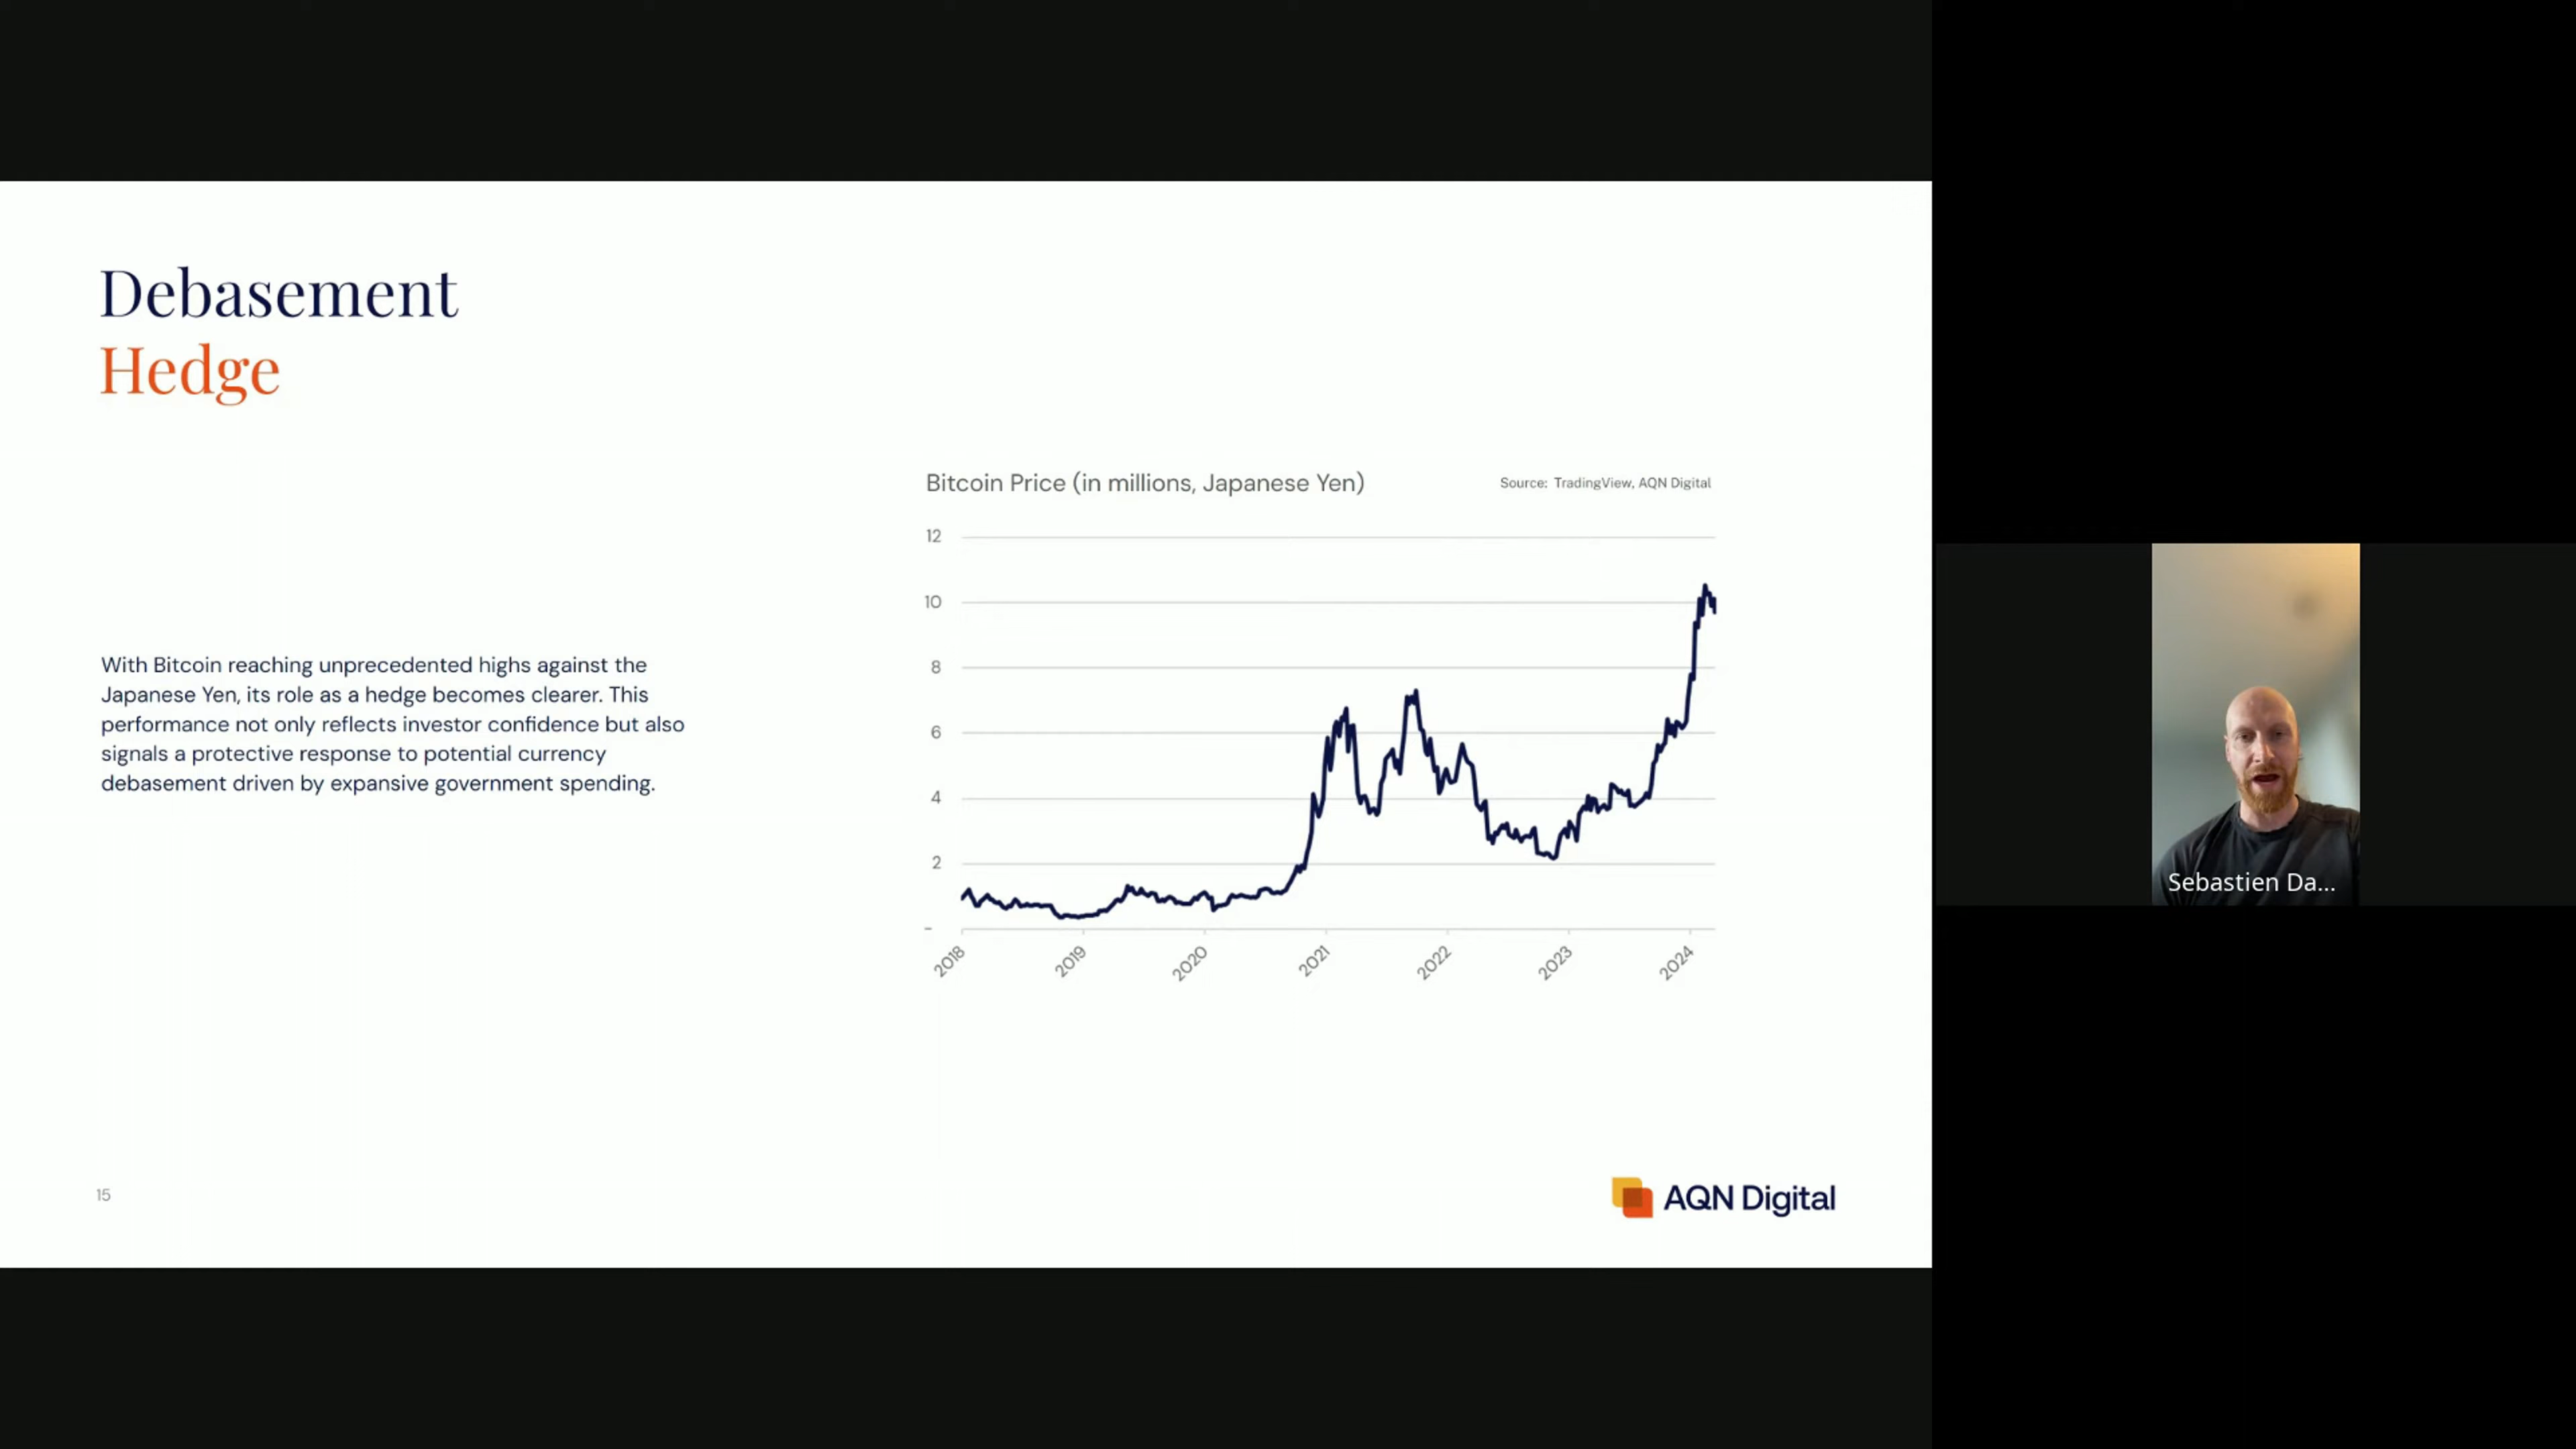 Debasement
Hedge
With Bitcoin reaching unprecedented highs against the
Japanese Yen, its role as a hedge becomes clearer. This
performance not only reflects investor confidence but also
signals a protective response to potential currency
debasement driven by expansive government spending.
Bitcoin Price (in millions, Japanese Yen)
Source: TradingView, AQN Digital
12
10
8
6
4
2
-
2018
2019
2020
2021
2022
2023
2024
15
AQN Digital
Sebastien Da...